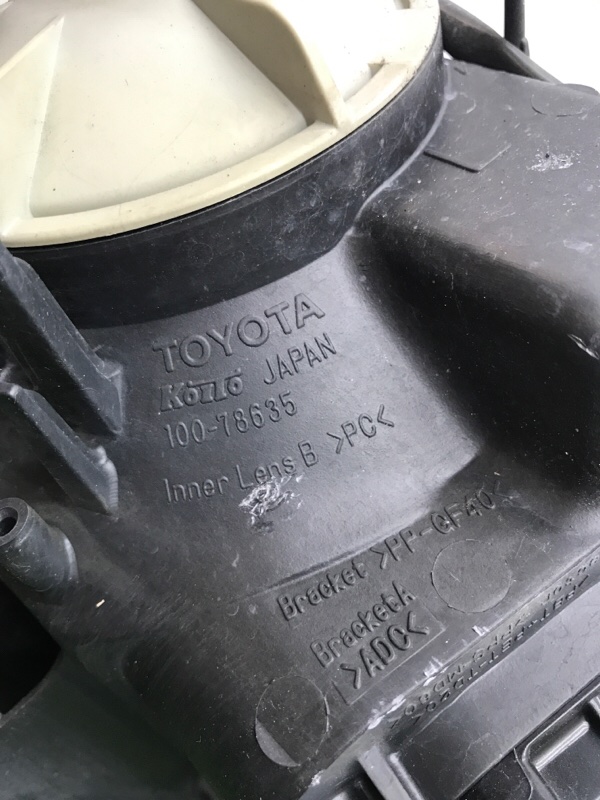 TOYOTA
KOITO JAPAN
100-78635
Inner Lens B >PC<
Bracket >PP-GF40
Bracket A
>ADC<